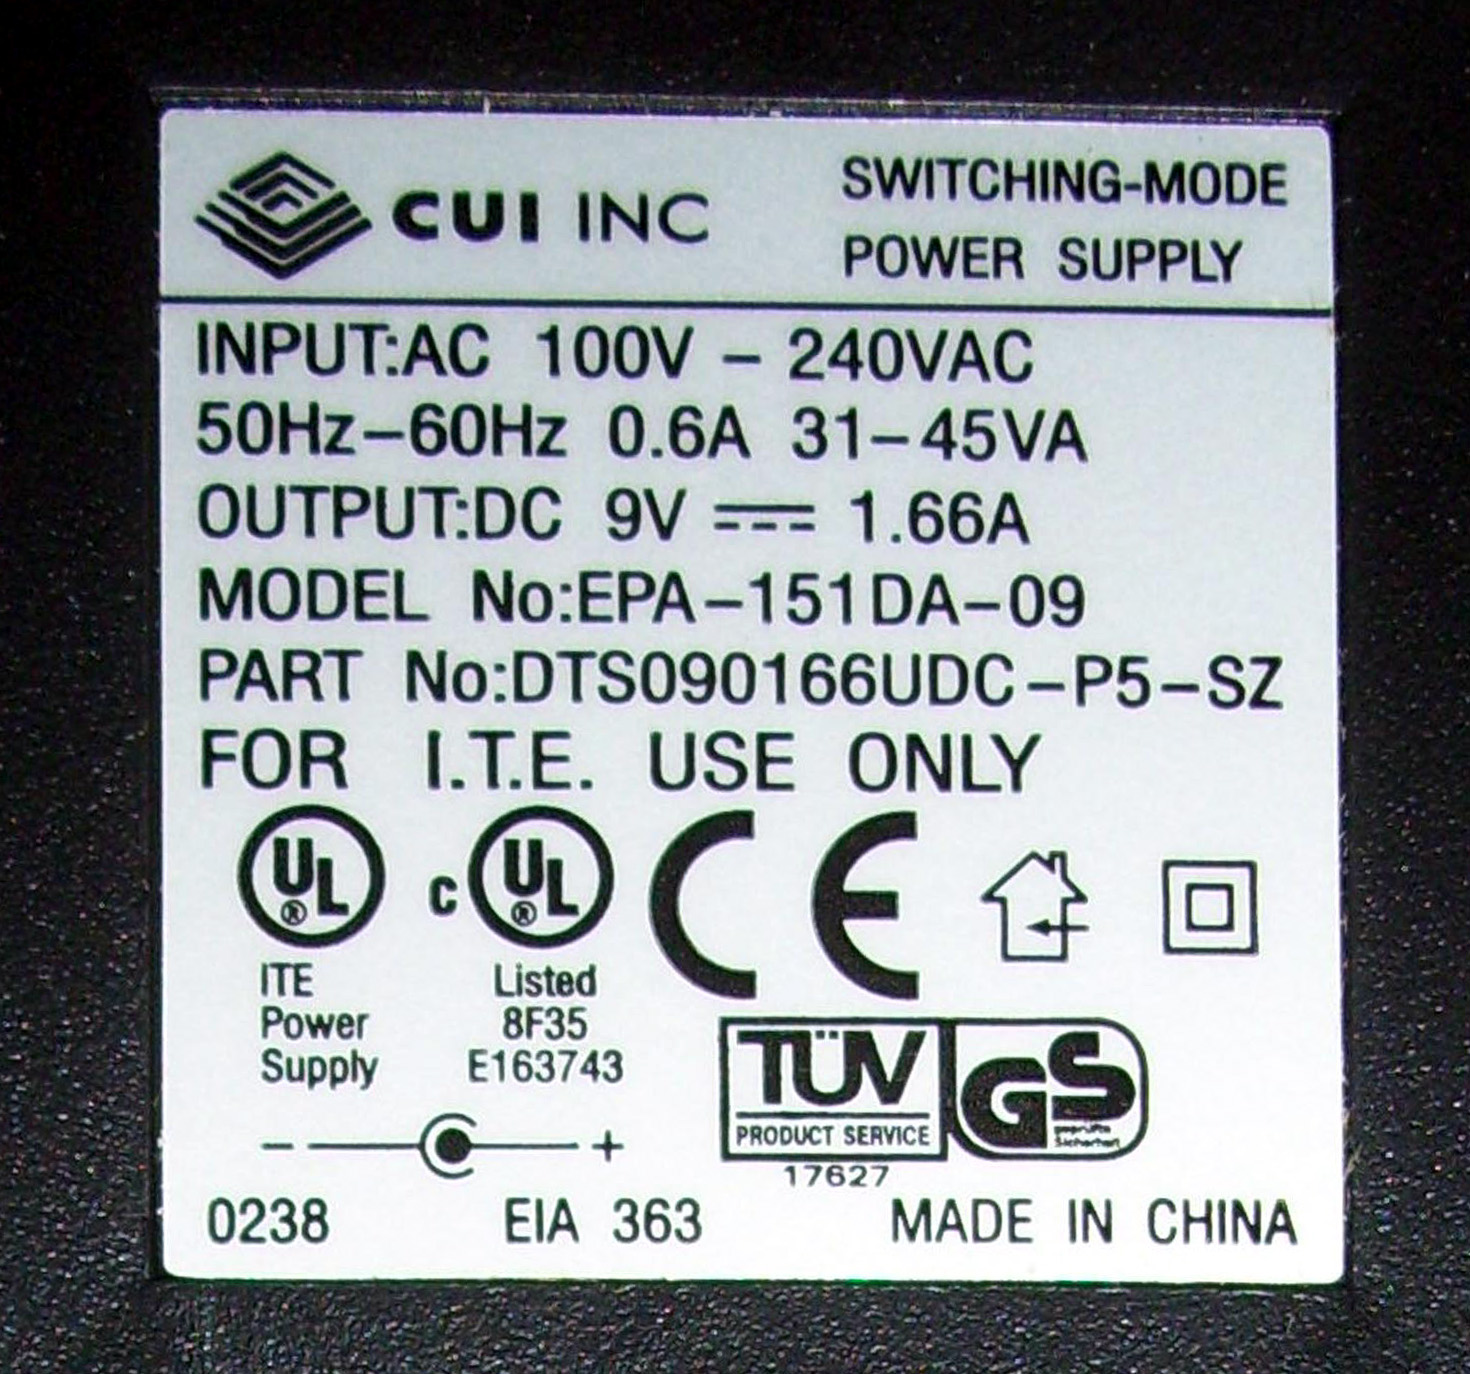 CUI INC
SWITCHING-MODE
POWER SUPPLY
INPUT:AC 100V – 240VAC
50Hz–60Hz 0.6A 31–45VA
OUTPUT:DC 9V ⎓ 1.66A
MODEL No:EPA–151DA–09
PART No:DTS090166UDC–P5–SZ
FOR I.T.E. USE ONLY
UL ®
c UL ®
CE
ITE
Power
Supply
Listed
8F35
E163743
TÜV
PRODUCT SERVICE
GS
geprüfte
Sicherheit
17627
– +
0238 EIA 363 MADE IN CHINA